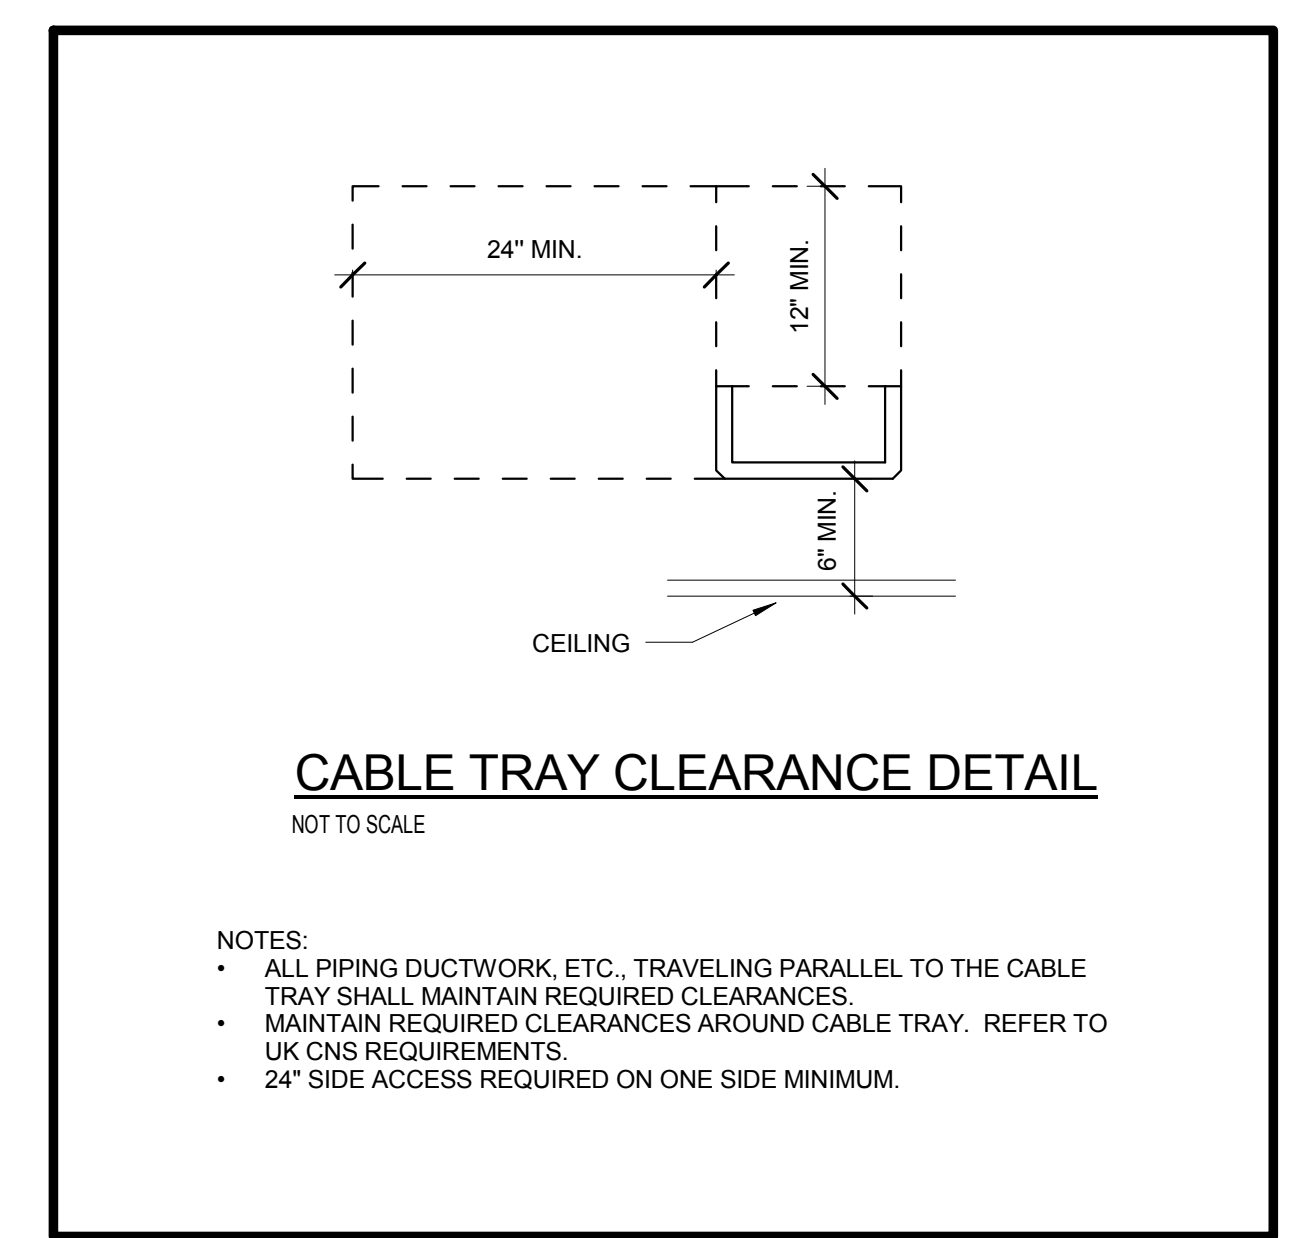 24" MIN.
12" MIN.
6" MIN.
CEILING
CABLE TRAY CLEARANCE DETAIL
NOT TO SCALE
NOTES:
• ALL PIPING DUCTWORK, ETC., TRAVELING PARALLEL TO THE CABLE
TRAY SHALL MAINTAIN REQUIRED CLEARANCES.
• MAINTAIN REQUIRED CLEARANCES AROUND CABLE TRAY. REFER TO
UK CNS REQUIREMENTS.
• 24" SIDE ACCESS REQUIRED ON ONE SIDE MINIMUM.